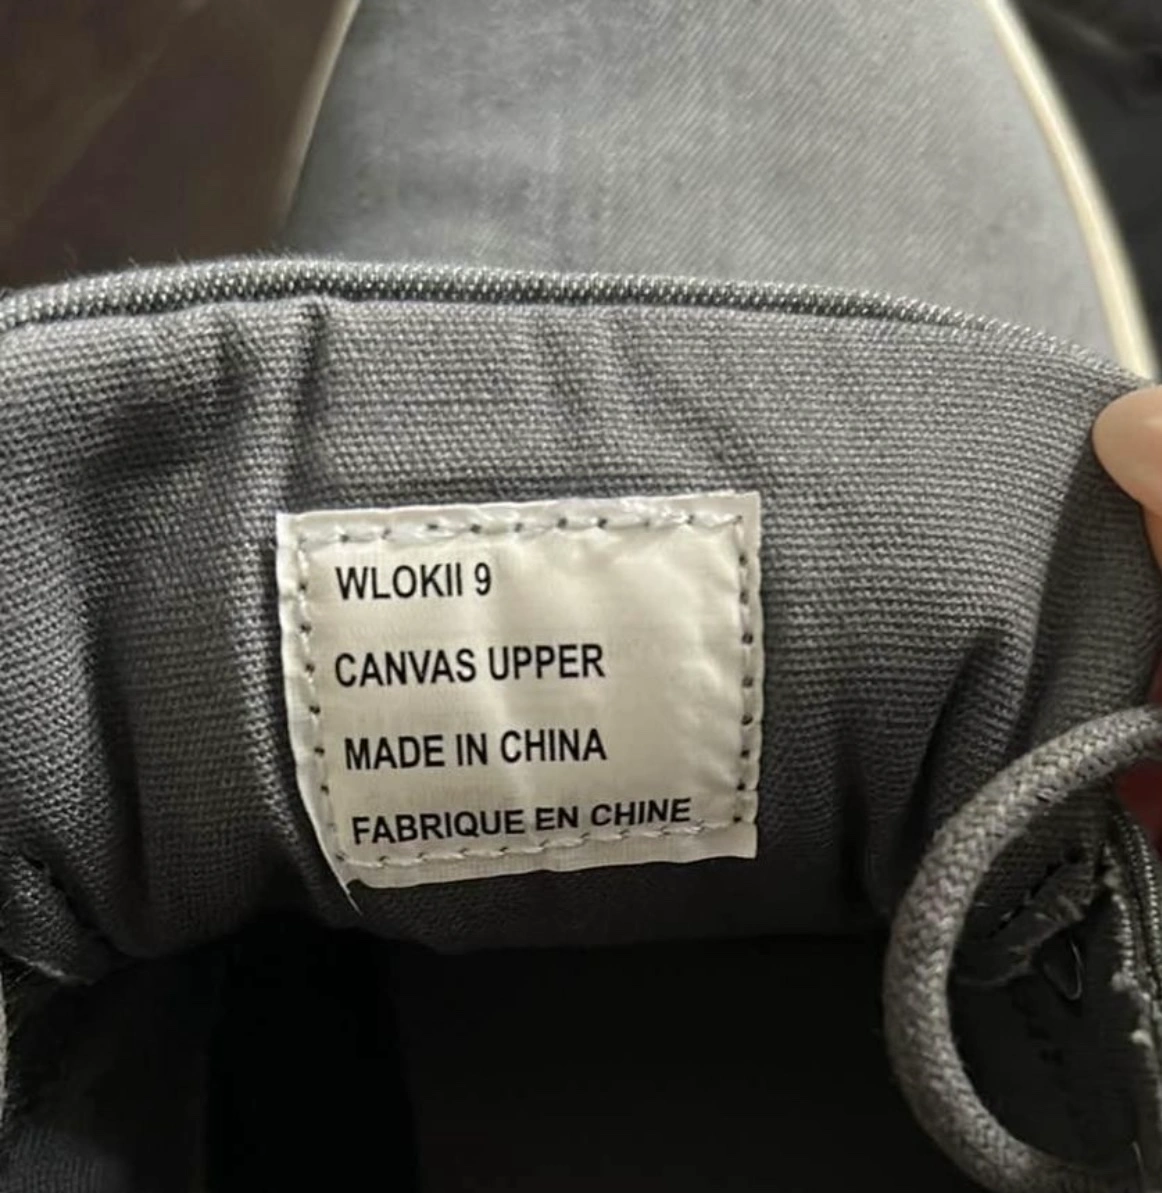 WLOKII 9
CANVAS UPPER
MADE IN CHINA
FABRIQUE EN CHINE